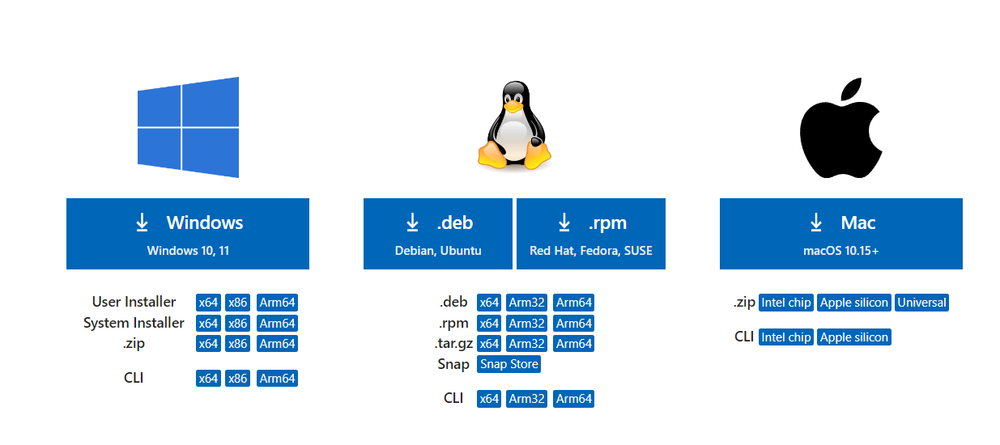 Windows
Windows 10, 11
User Installer x64 x86 Arm64
System Installer x64 x86 Arm64
.zip x64 x86 Arm64
CLI x64 x86 Arm64
.deb
Debian, Ubuntu
.rpm
Red Hat, Fedora, SUSE
.deb x64 Arm32 Arm64
.rpm x64 Arm32 Arm64
.tar.gz x64 Arm32 Arm64
Snap Snap Store
CLI x64 Arm32 Arm64
Mac
macOS 10.15+
.zip Intel chip Apple silicon Universal
CLI Intel chip Apple silicon